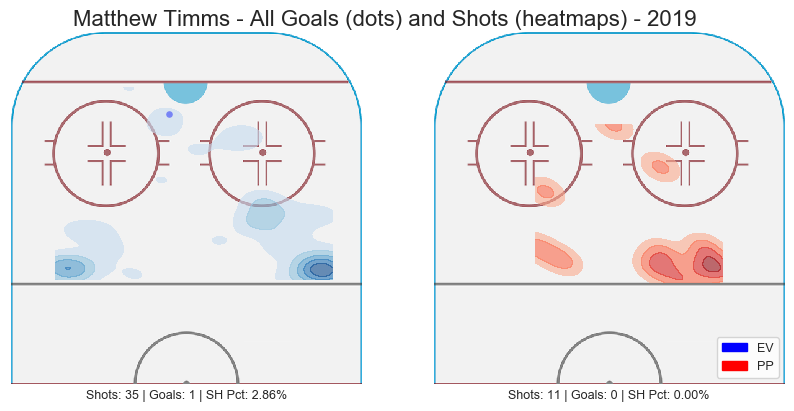 Matthew Timms - All Goals (dots) and Shots (heatmaps) - 2019
EV
PP
Shots: 35 | Goals: 1 | SH Pct: 2.86%
Shots: 11 | Goals: 0 | SH Pct: 0.00%